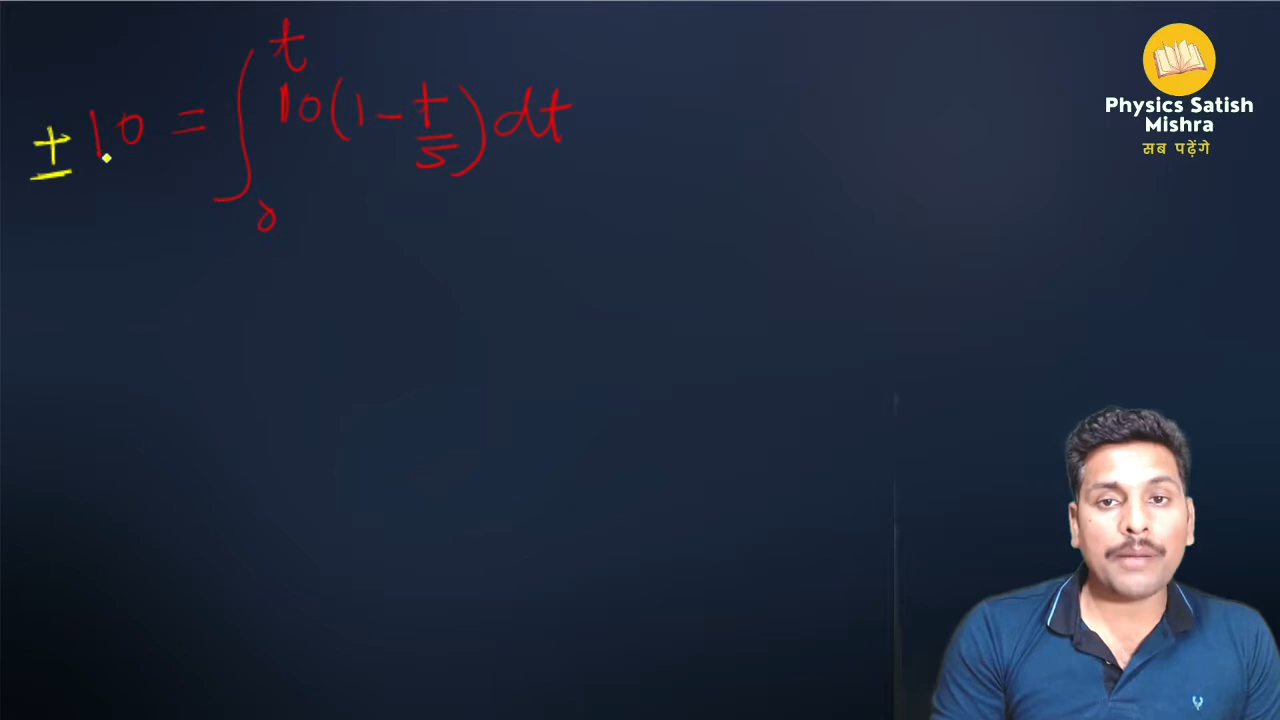 ± 10 = ∫₀ᵗ 10(1 - t/5) dt
Physics Satish
Mishra
सब पढ़ेंगे